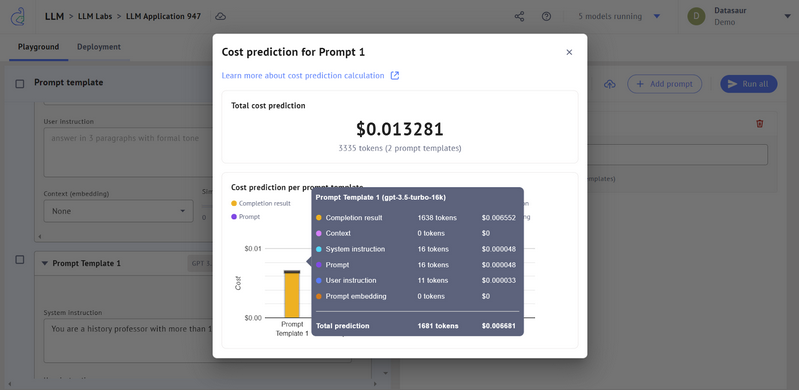 LLM > LLM Labs > LLM Application 947
5 models running
D
Datasaur
Demo
Playground
Deployment
Prompt template
Add prompt
Run all
User instruction
answer in 3 paragraphs with formal tone
Context (embedding)
None
0
Prompt Template 1
System instruction
You are a history professor with more than 1
Cost prediction for Prompt 1
Learn more about cost prediction calculation
Total cost prediction
$0.013281
3335 tokens (2 prompt templates)
Cost prediction per prompt template
Completion result
Prompt
$0.01
Cost
$0.00
Prompt
Template 1
Prompt Template 1 (gpt-3.5-turbo-16k)
Completion result 1638 tokens $0.006552
Context 0 tokens $0
System instruction 16 tokens $0.000048
Prompt 16 tokens $0.000048
User instruction 11 tokens $0.000033
Prompt embedding 0 tokens $0
Total prediction 1681 tokens $0.006681